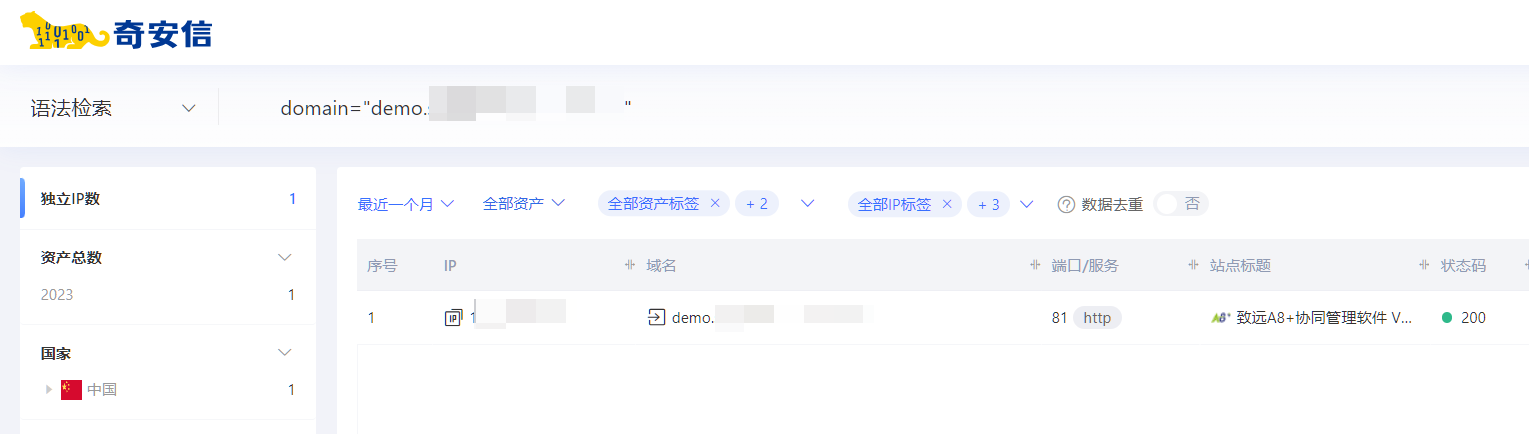 奇安信
语法检索 domain="demo. "
独立IP数 1
资产总数
2023 1
国家
中国 1
最近一个月 全部资产 全部资产标签 × + 2 全部IP标签 × + 3 数据去重 否
序号 IP 域名 端口/服务 站点标题 状态码
1 demo. 81 http A8+ 致远A8+协同管理软件 V... 200